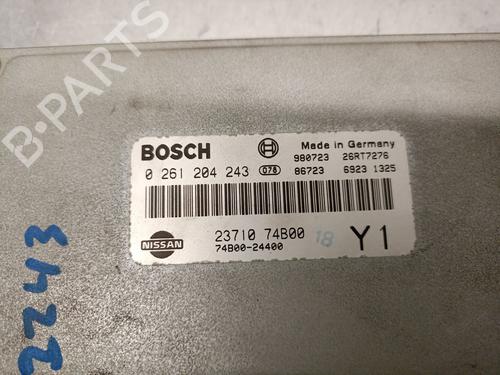 B-PARTS
BOSCH
Made in Germany
980723 26RT7276
0 261 204 243 078 86723 6923 1325
NISSAN
23710 74B00 18 Y1
74B00-24400
2243